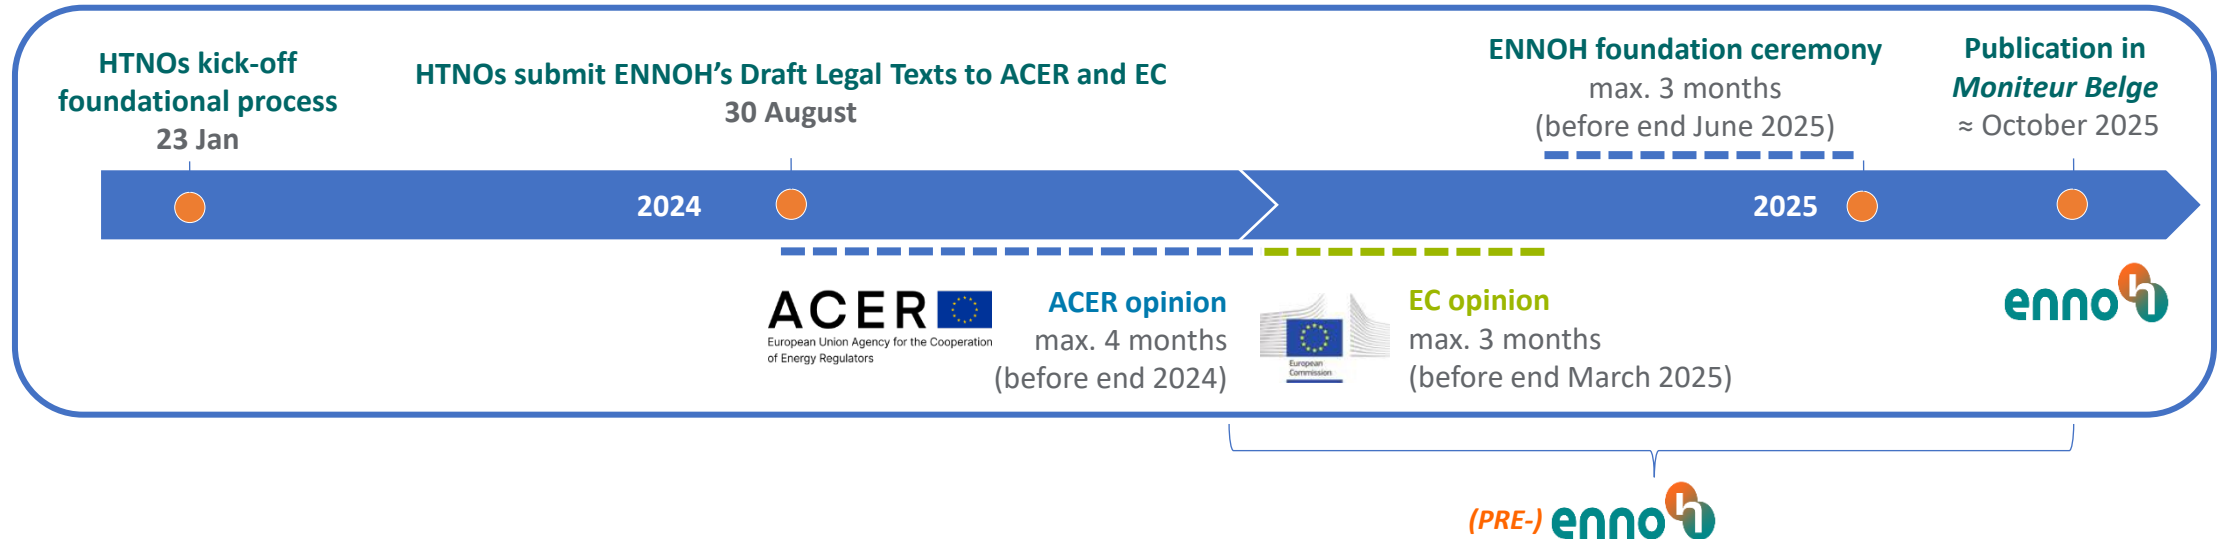 HTNOs kick-off
foundational process
23 Jan
HTNOs submit ENNOH’s Draft Legal Texts to ACER and EC
30 August
ENNOH foundation ceremony
max. 3 months
(before end June 2025)
Publication in
Moniteur Belge
≈ October 2025
2024
2025
ACER
European Union Agency for the Cooperation
of Energy Regulators
ACER opinion
max. 4 months
(before end 2024)
European
Commission
EC opinion
max. 3 months
(before end March 2025)
ennoh
(PRE-) ennoh